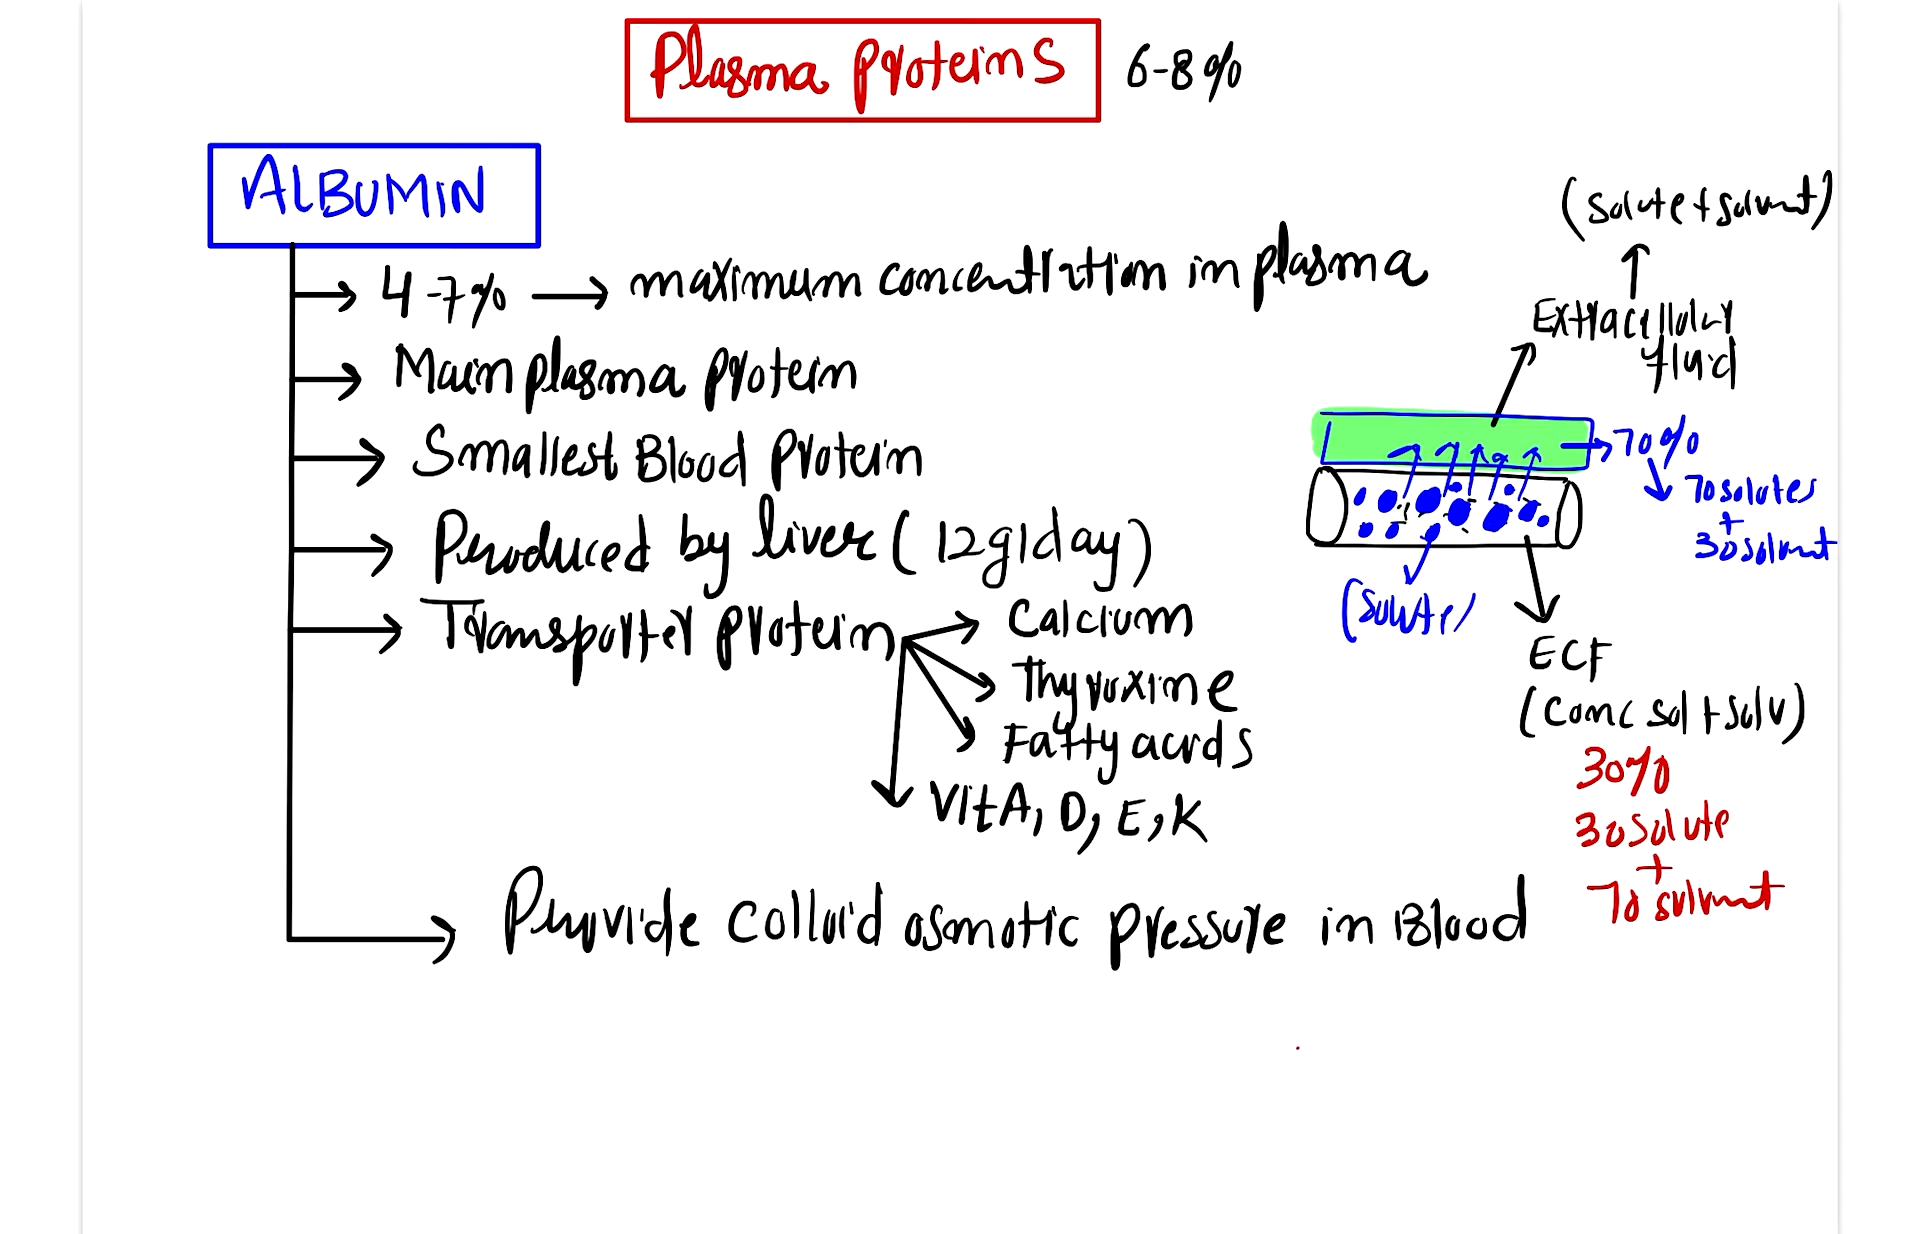 Plasma proteins 6-8%
ALBUMIN
(Solute + solvent)
4-7% → maximum concentration in plasma
Extracellular
fluid
Main plasma protein
Smallest Blood protein
70%
70 solutes
+
30 solvent
Produced by liver (12g/day)
(Solute)
Transporter protein
Calcium
Thyroxine
Fatty acids
Vit A, D, E, K
ECF
(Conc sol + solv)
30%
30 Solute
+
70 solvent
Provide colloid osmotic pressure in Blood